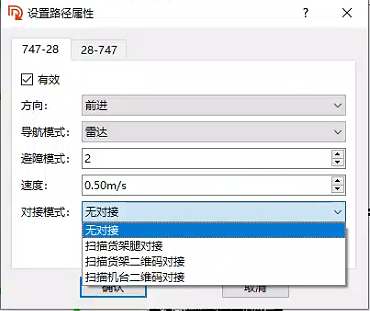 设置路径属性
747-28 28-747
有效
方向： 前进
导航模式： 雷达
避障模式： 2
速度： 0.50m/s
对接模式： 无对接
无对接
扫描货架腿对接
扫描货架二维码对接
扫描机台二维码对接
确认 取消